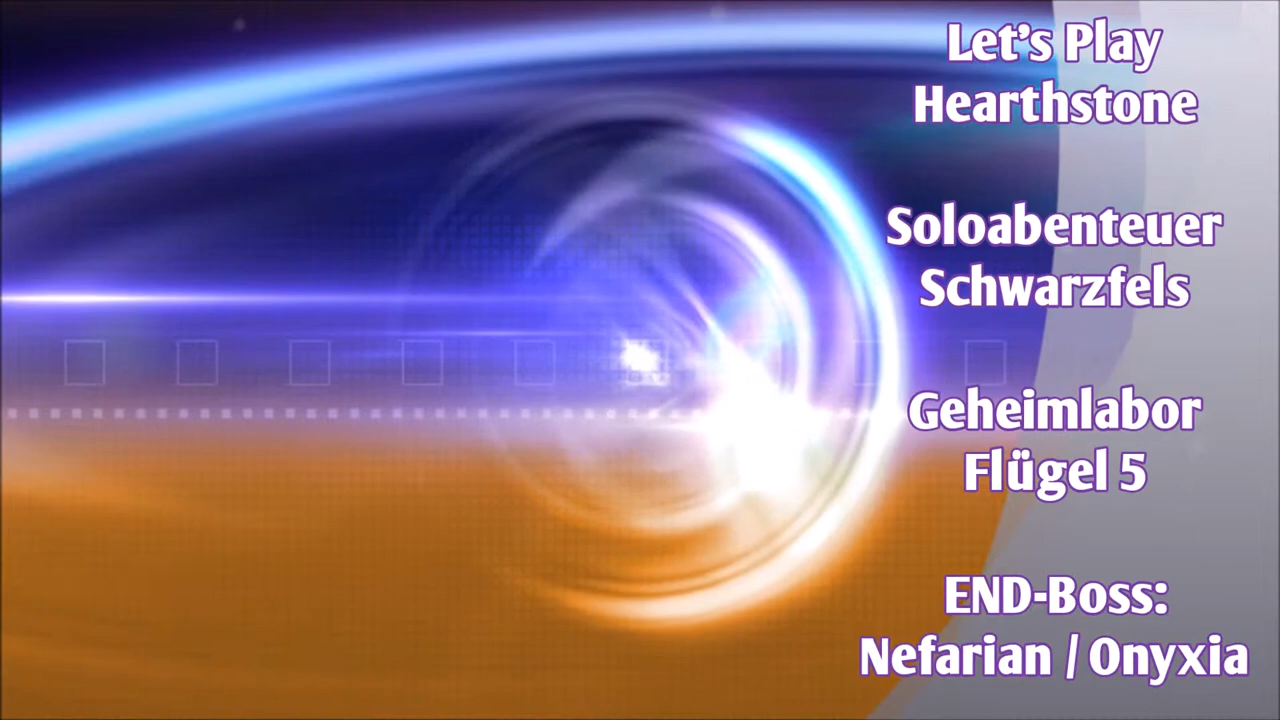 Let's Play
Hearthstone
Soloabenteuer
Schwarzfels
Geheimlabor
Flügel 5
END-Boss:
Nefarian / Onyxia